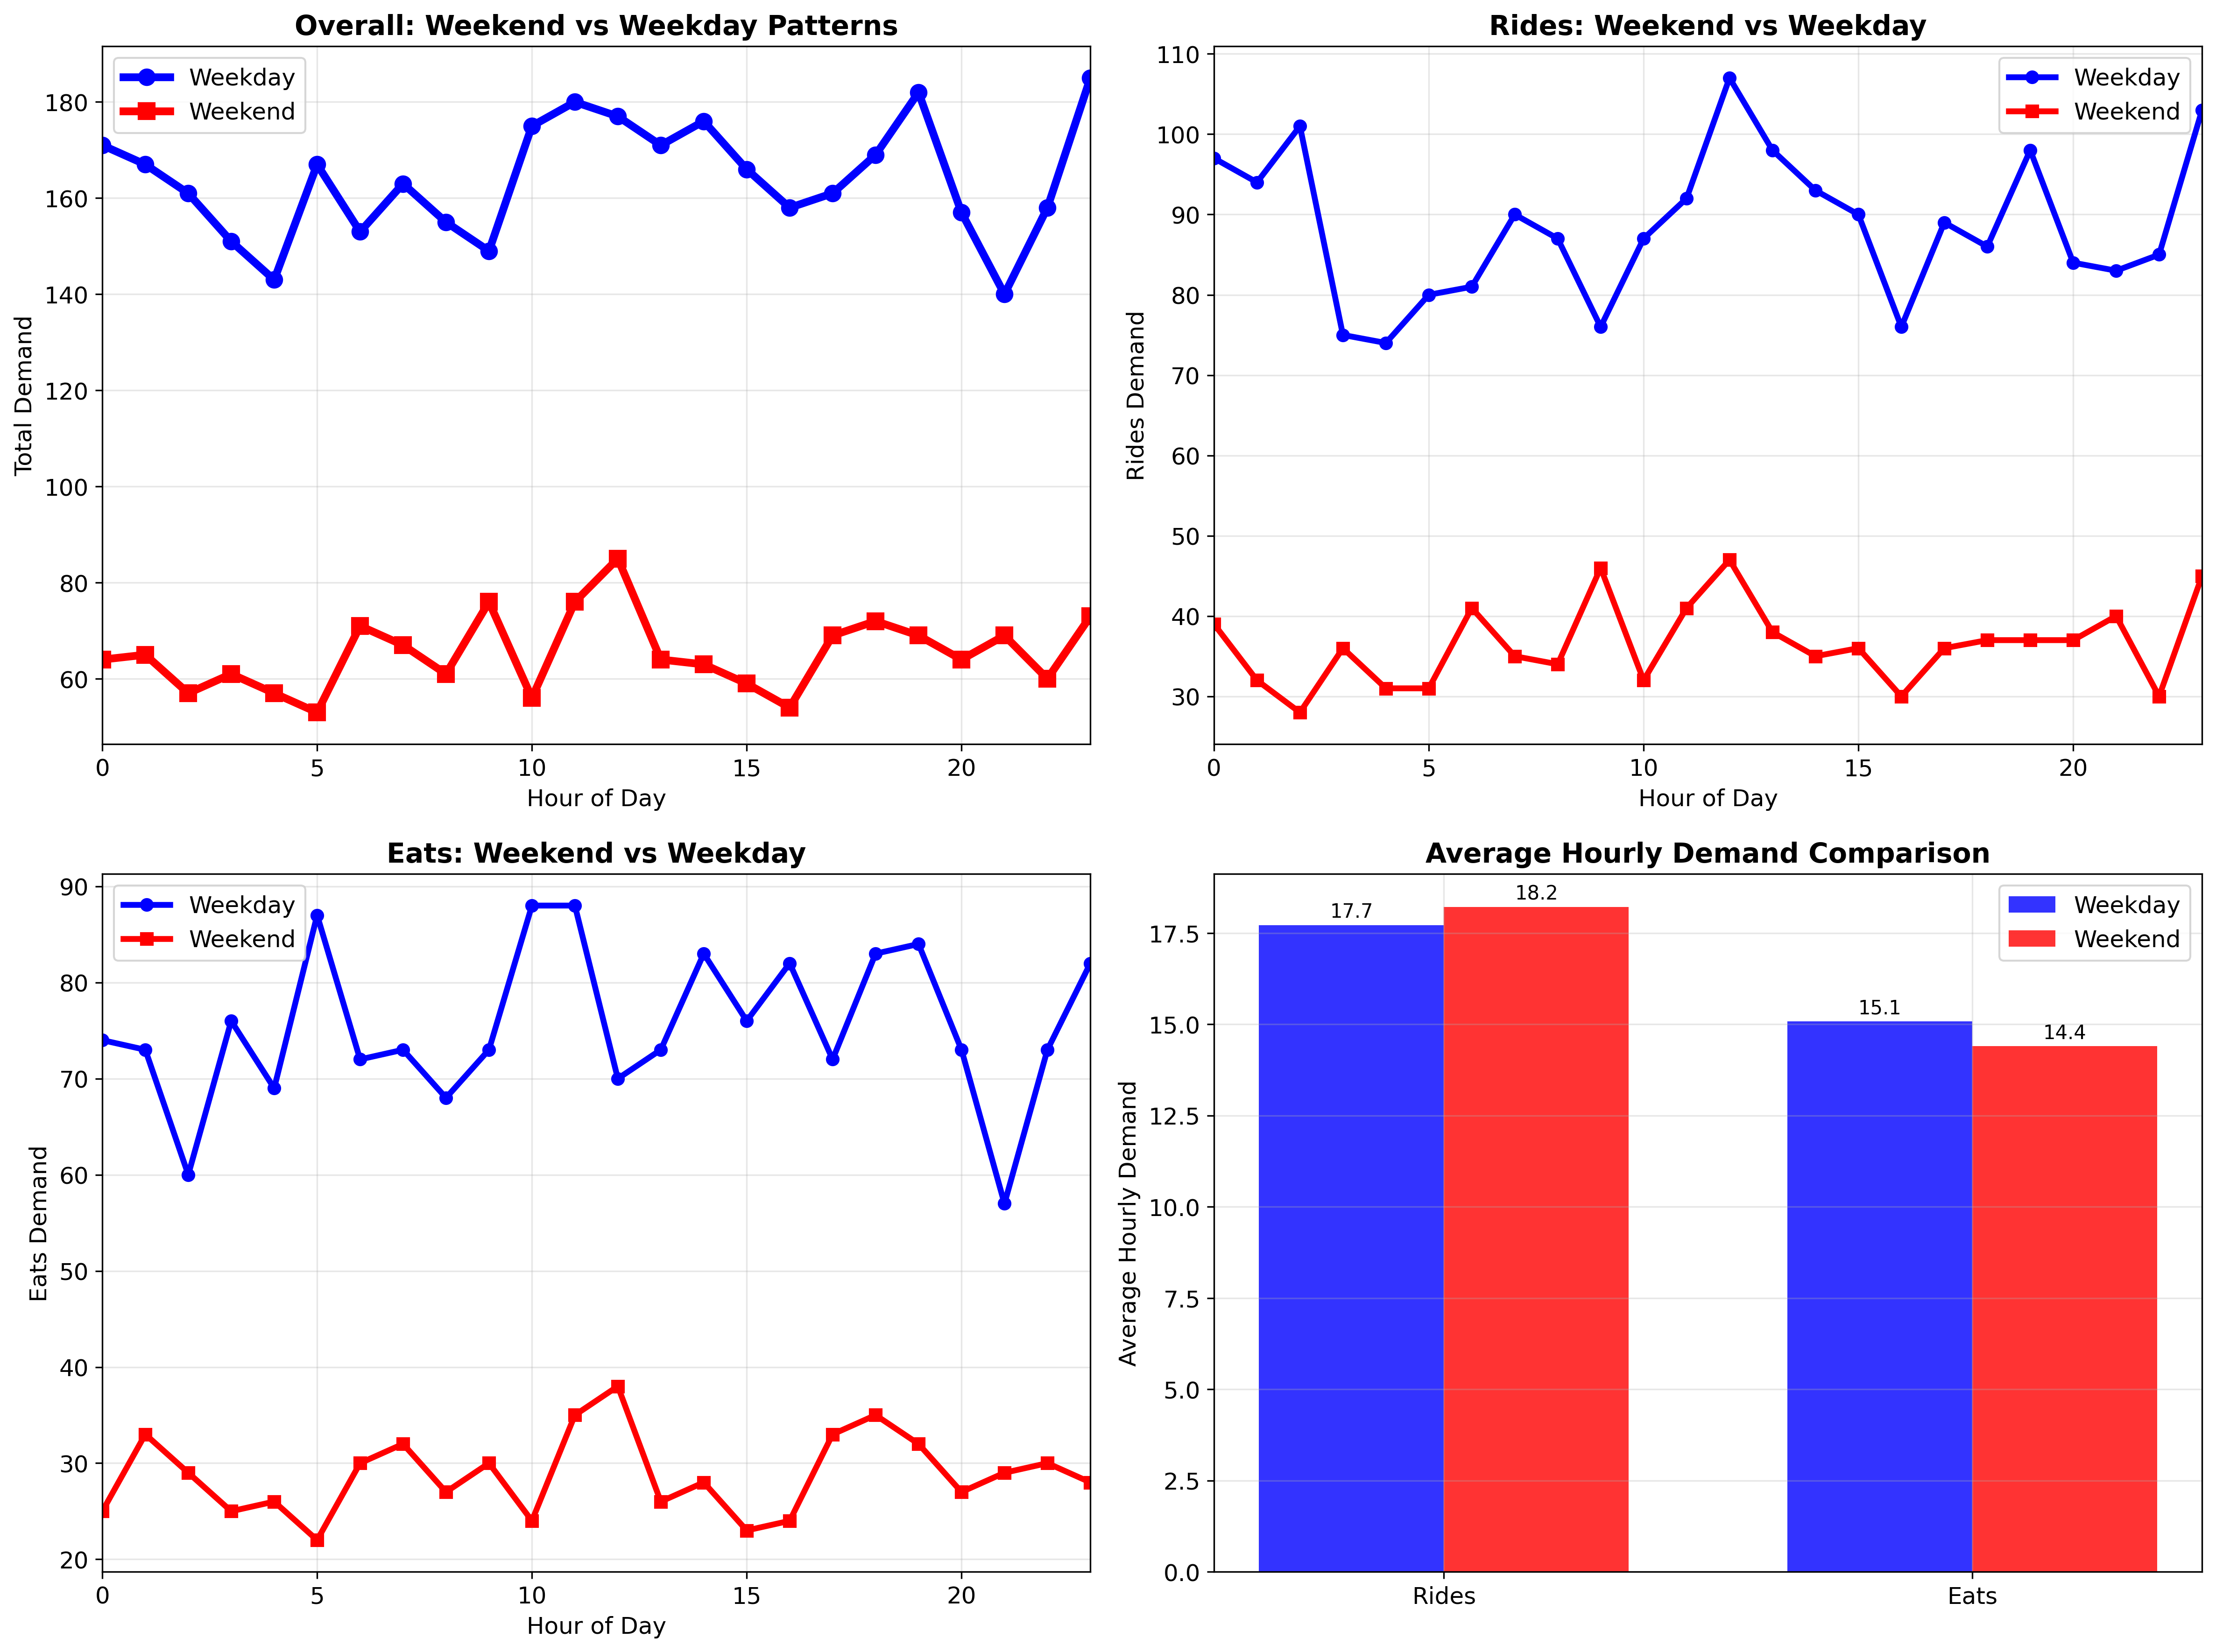 Overall: Weekend vs Weekday Patterns
Weekday
Weekend
Total Demand
180
160
140
120
100
80
60
0 5 10 15 20
Hour of Day
Rides: Weekend vs Weekday
Weekday
Weekend
Rides Demand
110
100
90
80
70
60
50
40
30
0 5 10 15 20
Hour of Day
Eats: Weekend vs Weekday
Weekday
Weekend
Eats Demand
90
80
70
60
50
40
30
20
0 5 10 15 20
Hour of Day
Average Hourly Demand Comparison
Weekday
Weekend
Average Hourly Demand
17.5
15.0
12.5
10.0
7.5
5.0
2.5
0.0
17.7 18.2 15.1 14.4
Rides Eats